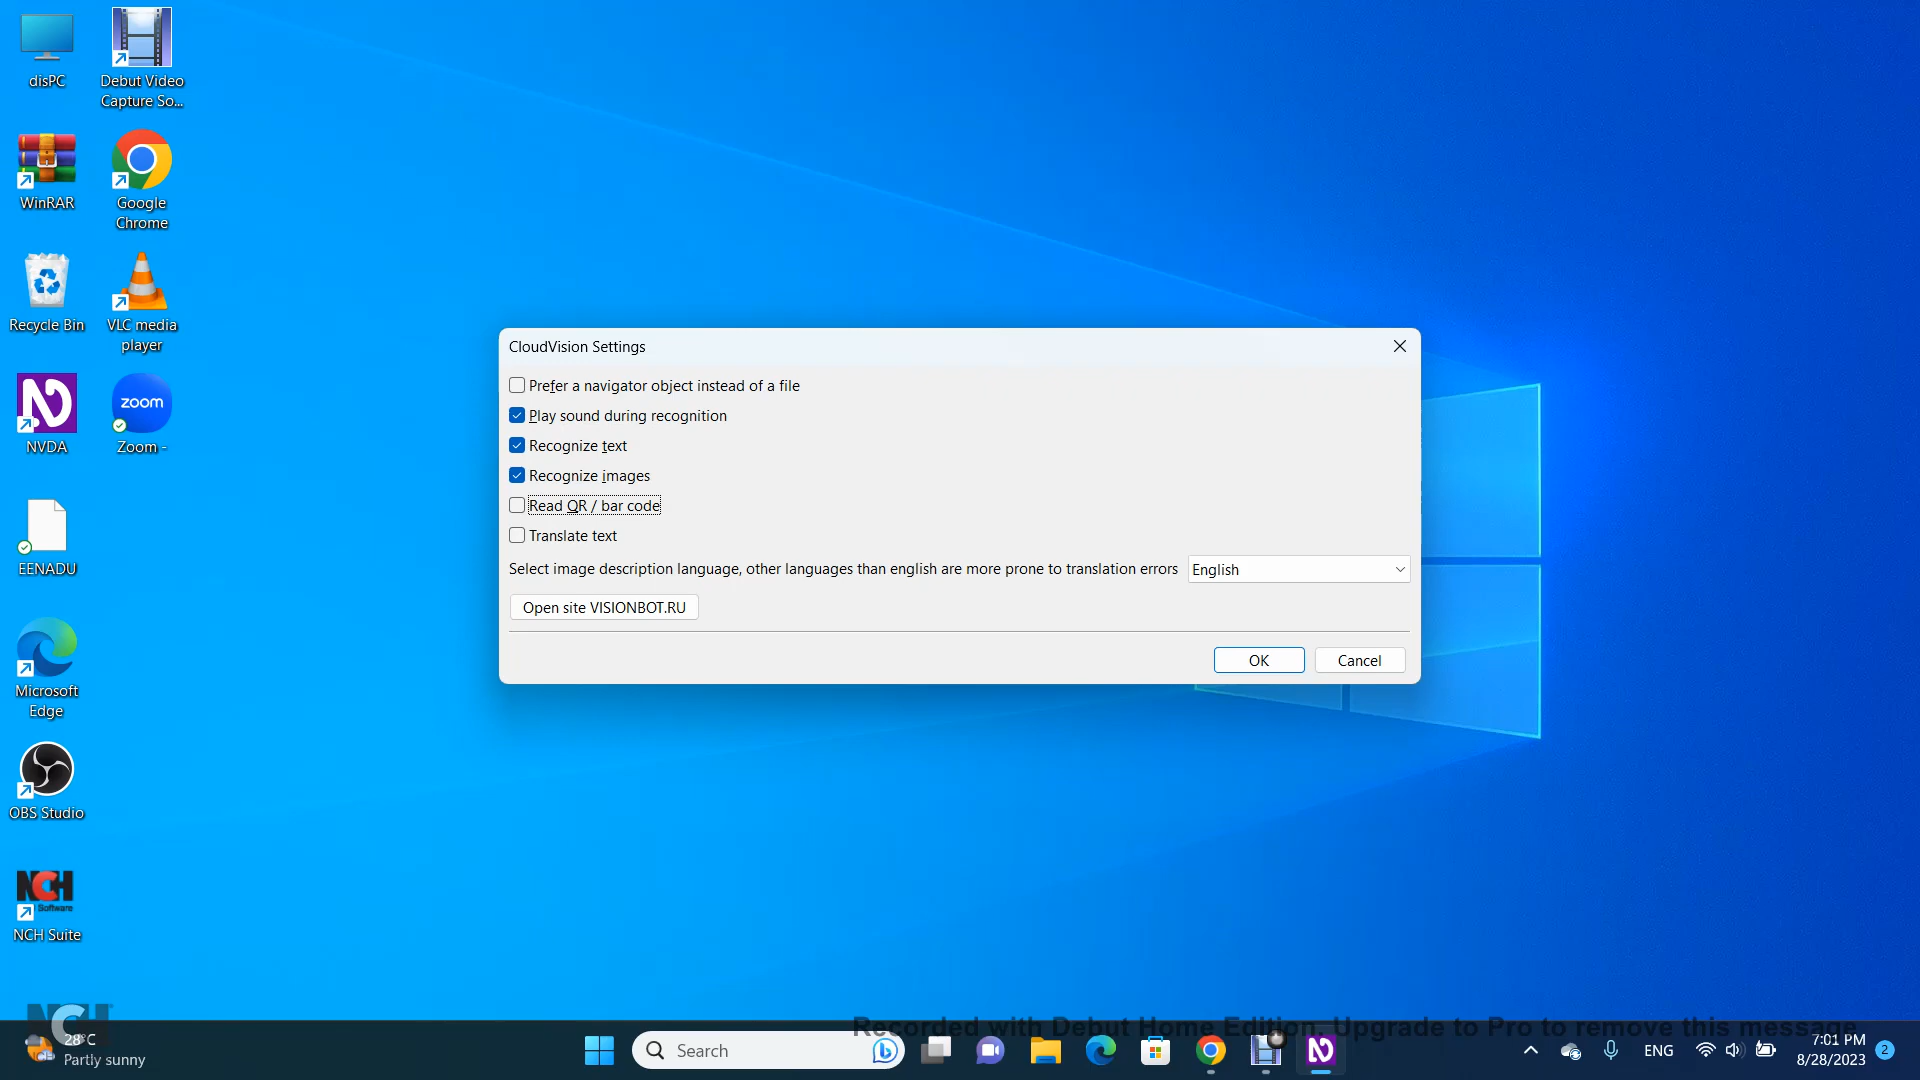 disPC
Debut Video
Capture So...
WinRAR
Google
Chrome
Recycle Bin
VLC media
player
NVDA
zoom
Zoom -
EENADU
Microsoft
Edge
OBS Studio
NCH
Software
NCH Suite
CloudVision Settings
Prefer a navigator object instead of a file
Play sound during recognition
Recognize text
Recognize images
Read QR / bar code
Translate text
Select image description language, other languages than english are more prone to translation errors
English
Open site VISIONBOT.RU
OK
Cancel
NCH
Recorded with Debut Home Edition. Upgrade to Pro to remove this message
28°C
Partly sunny
Search
ENG
7:01 PM
8/28/2023
2